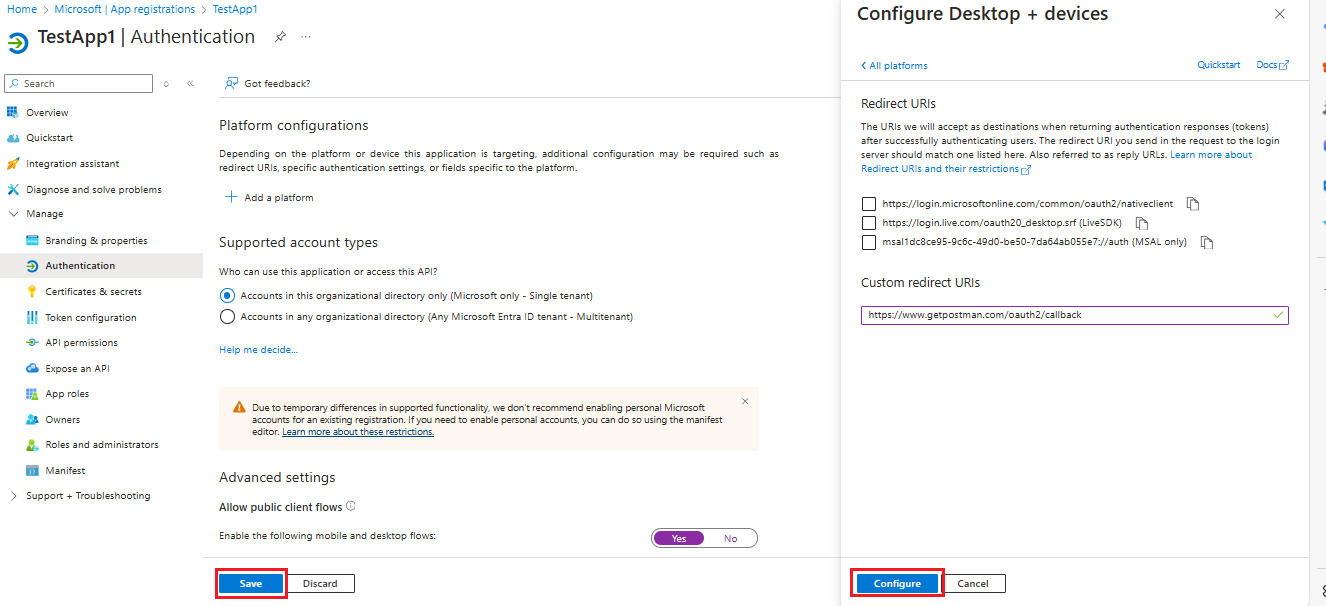 Home > Microsoft | App registrations > TestApp1
TestApp1 | Authentication
Search
Overview
Quickstart
Integration assistant
Diagnose and solve problems
Manage
Branding & properties
Authentication
Certificates & secrets
Token configuration
API permissions
Expose an API
App roles
Owners
Roles and administrators
Manifest
Support + Troubleshooting
Got feedback?
Platform configurations
Depending on the platform or device this application is targeting, additional configuration may be required such as
redirect URIs, specific authentication settings, or fields specific to the platform.
Add a platform
Supported account types
Who can use this application or access this API?
Accounts in this organizational directory only (Microsoft only - Single tenant)
Accounts in any organizational directory (Any Microsoft Entra ID tenant - Multitenant)
Help me decide...
Due to temporary differences in supported functionality, we don't recommend enabling personal Microsoft
accounts for an existing registration. If you need to enable personal accounts, you can do so using the manifest
editor. Learn more about these restrictions.
Advanced settings
Allow public client flows
Enable the following mobile and desktop flows:
Yes No
Save Discard
Configure Desktop + devices
All platforms
Quickstart Docs
Redirect URIs
The URIs we will accept as destinations when returning authentication responses (tokens)
after successfully authenticating users. The redirect URI you send in the request to the login
server should match one listed here. Also referred to as reply URLs. Learn more about
Redirect URIs and their restrictions
https://login.microsoftonline.com/common/oauth2/nativeclient
https://login.live.com/oauth20_desktop.srf (LiveSDK)
msal1dc8ce95-9c6c-49d0-be50-7da64ab055e7://auth (MSAL only)
Custom redirect URIs
https://www.getpostman.com/oauth2/callback
Configure Cancel